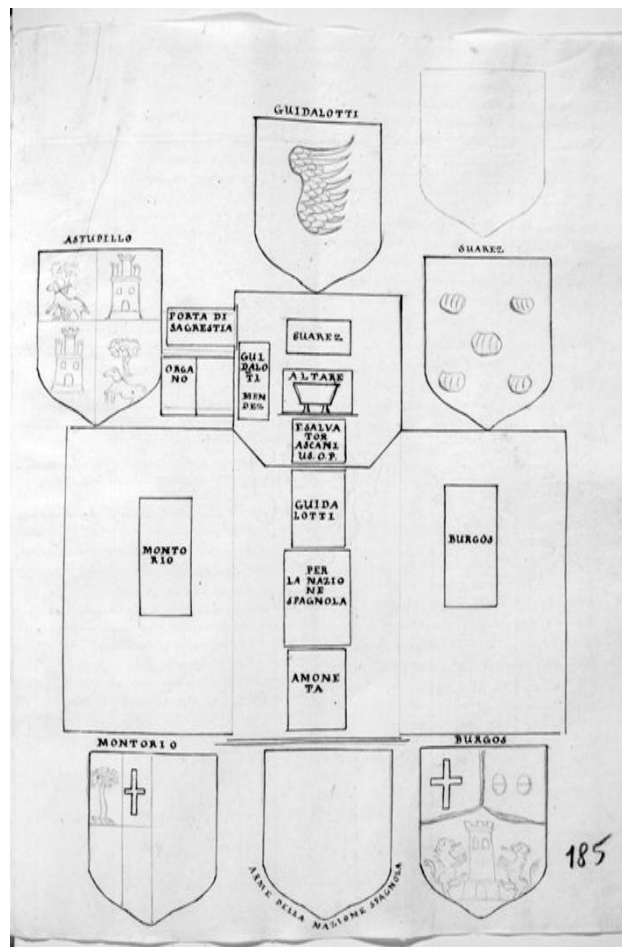 GUIDALOTTI
ASTUDILLO
SUAREZ
PORTA DI
SAGRESTIA
SUAREZ
GUI
DALO
TI
MEN
DEZ
ORGA
NO
ALTARE
F. SALVA
TOR
ASCANI
US. O. P.
GUIDA
LOTTI
MONTO
RIO
BURGOS
PER
LA NAZIO
NE
SPAGNOLA
AMONE
TA
MONTORIO
BURGOS
ARME DELLA NAZIONE SPAGNOLA
185